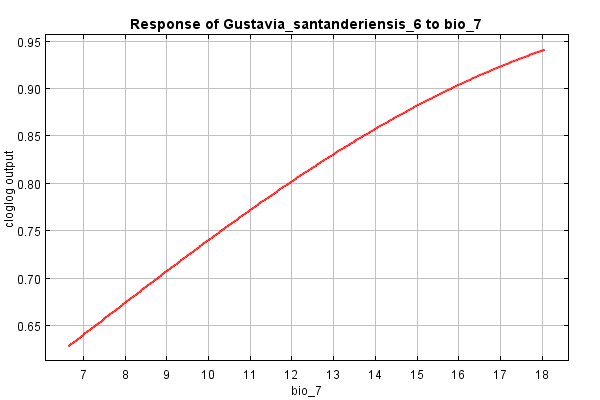 Response of Gustavia_santanderiensis_6 to bio_7
0.95
0.90
0.85
0.80
0.75
0.70
0.65
cloglog output
7 8 9 10 11 12 13 14 15 16 17 18
bio_7